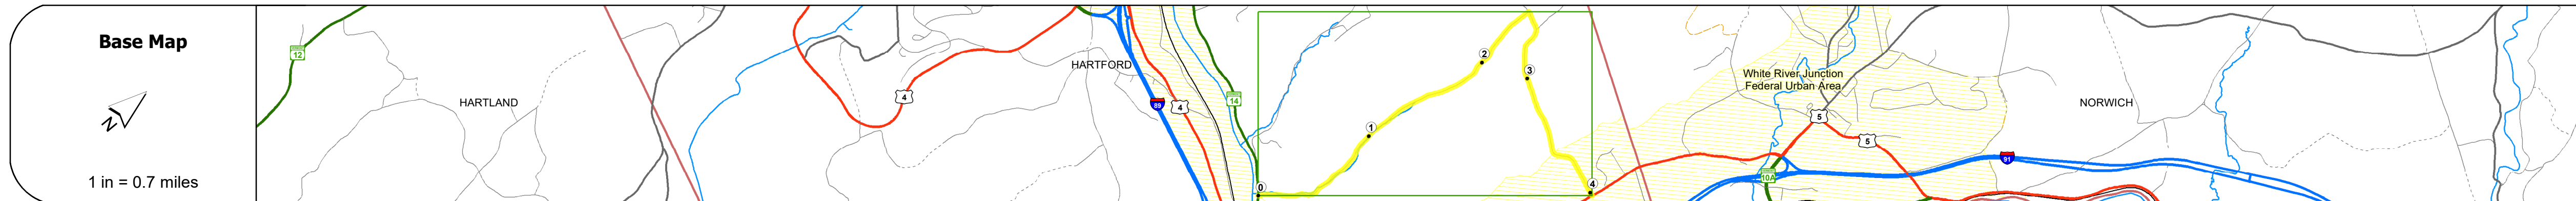 Base Map
N
1 in = 0.7 miles
12
HARTLAND
4
HARTFORD
89
4
14
0
1
2
3
4
White River Junction
Federal Urban Area
5
5
10A
91
NORWICH